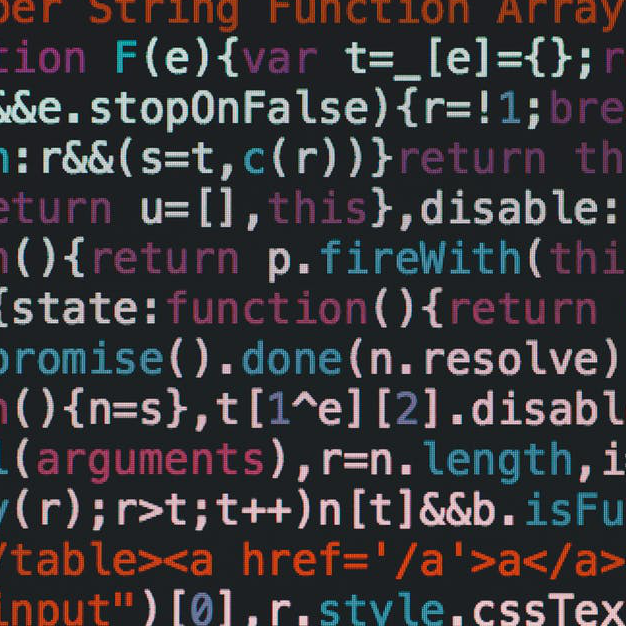 ber String Function Array
tion F(e){var t=_[e]={};r
&&e.stopOnFalse){r=!1;bre
n:r&&(s=t,c(r))}return th
eturn u=[],this},disable:
n(){return p.fireWith(thi
{state:function(){return
promise().done(n.resolve)
n(){n=s},t[1^e][2].disabl
l(arguments),r=n.length,i=
y(r);r>t;t++)n[t]&&b.isFu
/table><a href='/a'>a</a>
input")[0],r.style.cssTex